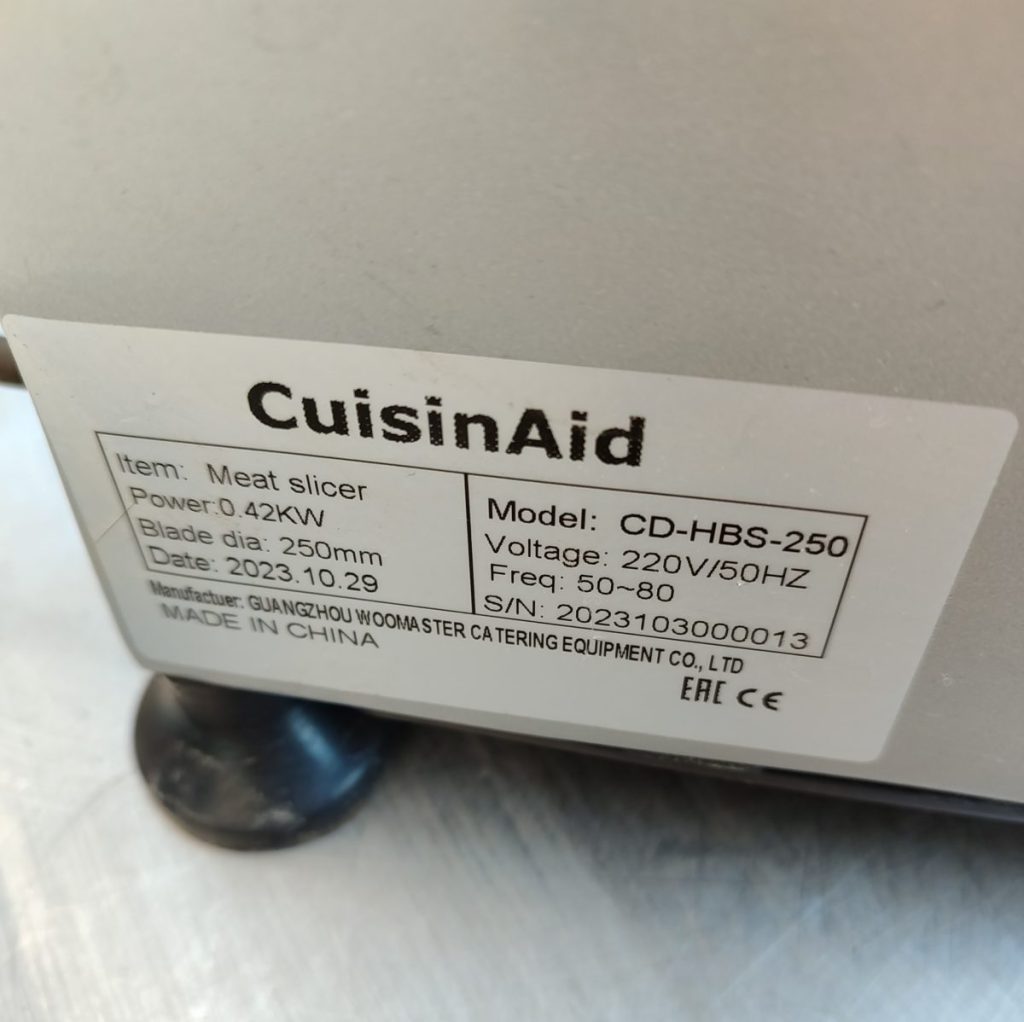 CuisinAid
Item: Meat slicer
Power:0.42KW
Blade dia: 250mm
Date: 2023.10.29
Model: CD-HBS-250
Voltage: 220V/50HZ
Freq: 50~80
S/N: 2023103000013
Manufactuer: GUANGZHOU WOOMASTER CATERING EQUIPMENT CO., LTD
MADE IN CHINA
EAC CE